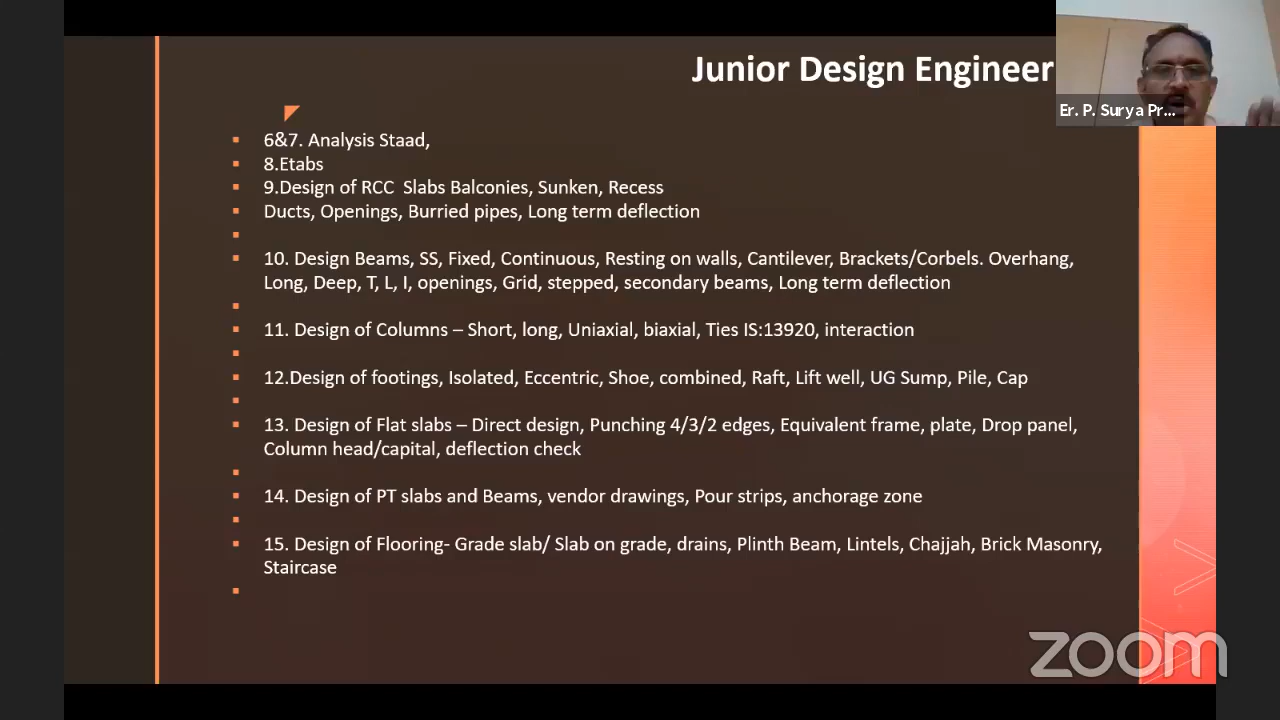 Junior Design Engineer
Er. P. Surya Pr...
6&7. Analysis Staad,
8.Etabs
9.Design of RCC Slabs Balconies, Sunken, Recess
Ducts, Openings, Burried pipes, Long term deflection
10. Design Beams, SS, Fixed, Continuous, Resting on walls, Cantilever, Brackets/Corbels. Overhang,
Long, Deep, T, L, I, openings, Grid, stepped, secondary beams, Long term deflection
11. Design of Columns – Short, long, Uniaxial, biaxial, Ties IS:13920, interaction
12.Design of footings, Isolated, Eccentric, Shoe, combined, Raft, Lift well, UG Sump, Pile, Cap
13. Design of Flat slabs – Direct design, Punching 4/3/2 edges, Equivalent frame, plate, Drop panel,
Column head/capital, deflection check
14. Design of PT slabs and Beams, vendor drawings, Pour strips, anchorage zone
15. Design of Flooring- Grade slab/ Slab on grade, drains, Plinth Beam, Lintels, Chajjah, Brick Masonry,
Staircase
zoom